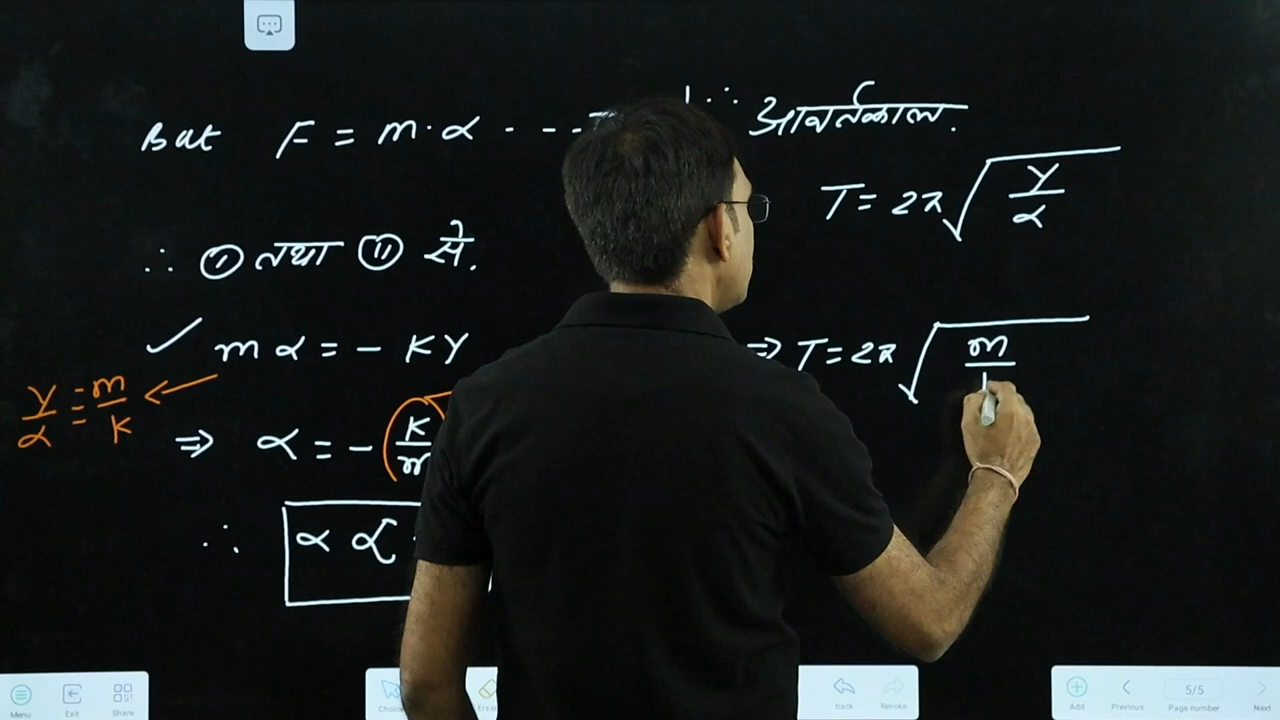 But F = m·α - - -
∴ ① तथा ⑪ से.
✓ mα = - KY
Y/α = m/K ←
⇒ α = - K/m
∴ α ∝
∴ आवर्तकाल.
T = 2π √(Y/α)
⇒ T = 2π √(m/
Menu
Exit
Share
back
Revoke
Add
Previous
5/5
Page number
Next